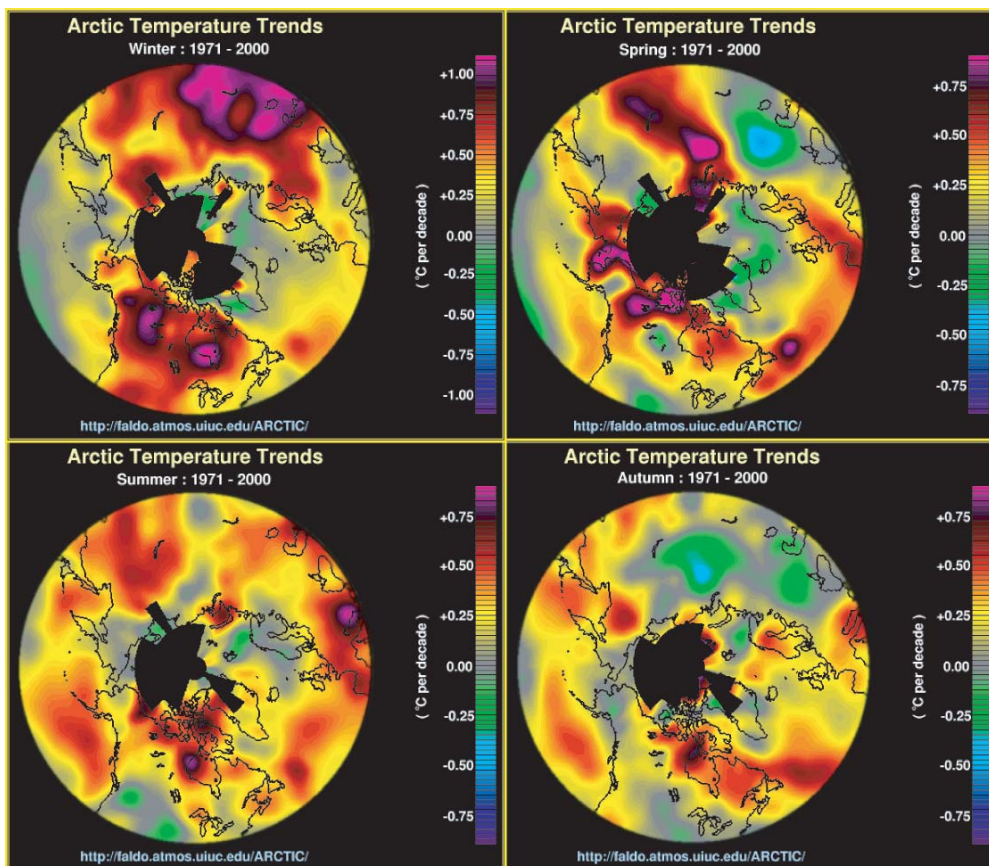 Arctic Temperature Trends
Winter : 1971 - 2000
+1.00
+0.75
+0.50
+0.25
0.00
-0.25
-0.50
-0.75
-1.00
( °C per decade )
http://faldo.atmos.uiuc.edu/ARCTIC/
Arctic Temperature Trends
Spring : 1971 - 2000
+0.75
+0.50
+0.25
0.00
-0.25
-0.50
-0.75
( °C per decade )
http://faldo.atmos.uiuc.edu/ARCTIC/
Arctic Temperature Trends
Summer : 1971 - 2000
+0.75
+0.50
+0.25
0.00
-0.25
-0.50
-0.75
( °C per decade )
http://faldo.atmos.uiuc.edu/ARCTIC/
Arctic Temperature Trends
Autumn : 1971 - 2000
+0.75
+0.50
+0.25
0.00
-0.25
-0.50
-0.75
( °C per decade )
http://faldo.atmos.uiuc.edu/ARCTIC/